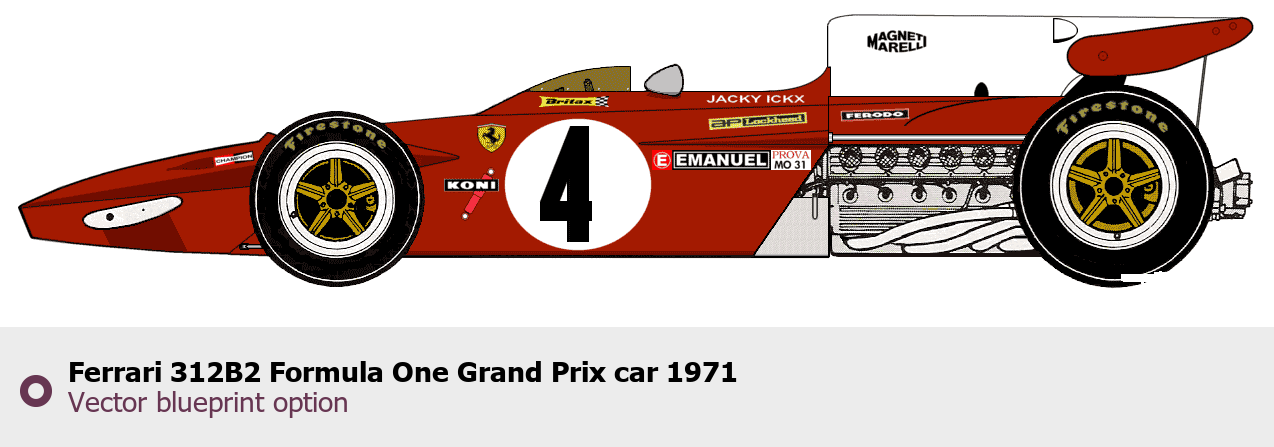 MAGNETI
MARELLI
Britax
JACKY ICKX
AP Lockheed
FERODO
Firestone
Firestone
CHAMPION
E EMANUEL PROVA
MO 31
KONI
4
Ferrari 312B2 Formula One Grand Prix car 1971
Vector blueprint option